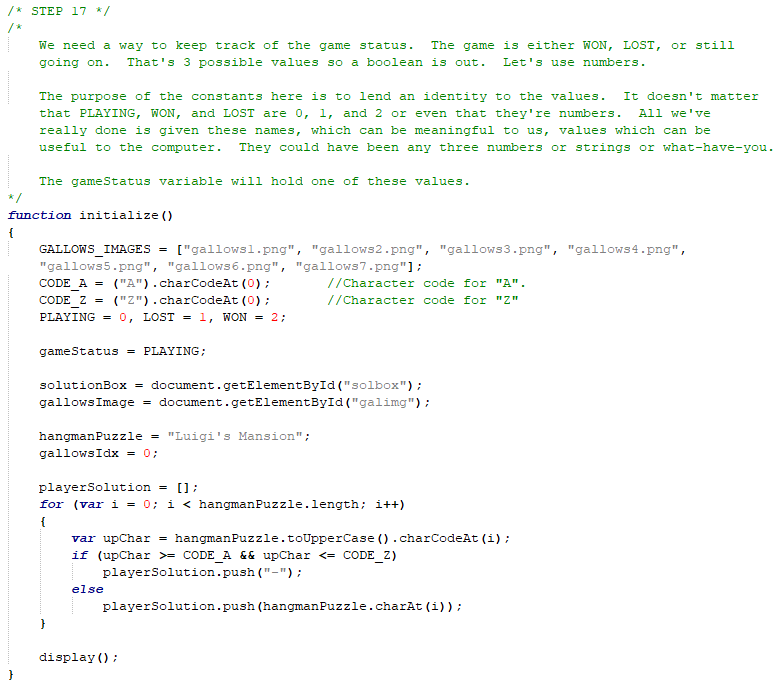 /* STEP 17 */
/*
    We need a way to keep track of the game status.  The game is either WON, LOST, or still
    going on.  That's 3 possible values so a boolean is out.  Let's use numbers.

    The purpose of the constants here is to lend an identity to the values.  It doesn't matter
    that PLAYING, WON, and LOST are 0, 1, and 2 or even that they're numbers.  All we've
    really done is given these names, which can be meaningful to us, values which can be
    useful to the computer.  They could have been any three numbers or strings or what-have-you.

    The gameStatus variable will hold one of these values.
*/
function initialize()
{
    GALLOWS_IMAGES = ["gallows1.png", "gallows2.png", "gallows3.png", "gallows4.png",
    "gallows5.png", "gallows6.png", "gallows7.png"];
    CODE_A = ("A").charCodeAt(0);       //Character code for "A".
    CODE_Z = ("Z").charCodeAt(0);       //Character code for "Z"
    PLAYING = 0, LOST = 1, WON = 2;

    gameStatus = PLAYING;

    solutionBox = document.getElementById("solbox");
    gallowsImage = document.getElementById("galimg");

    hangmanPuzzle = "Luigi's Mansion";
    gallowsIdx = 0;

    playerSolution = [];
    for (var i = 0; i < hangmanPuzzle.length; i++)
    {
        var upChar = hangmanPuzzle.toUpperCase().charCodeAt(i);
        if (upChar >= CODE_A && upChar <= CODE_Z)
            playerSolution.push("-");
        else
            playerSolution.push(hangmanPuzzle.charAt(i));
    }

    display();
}